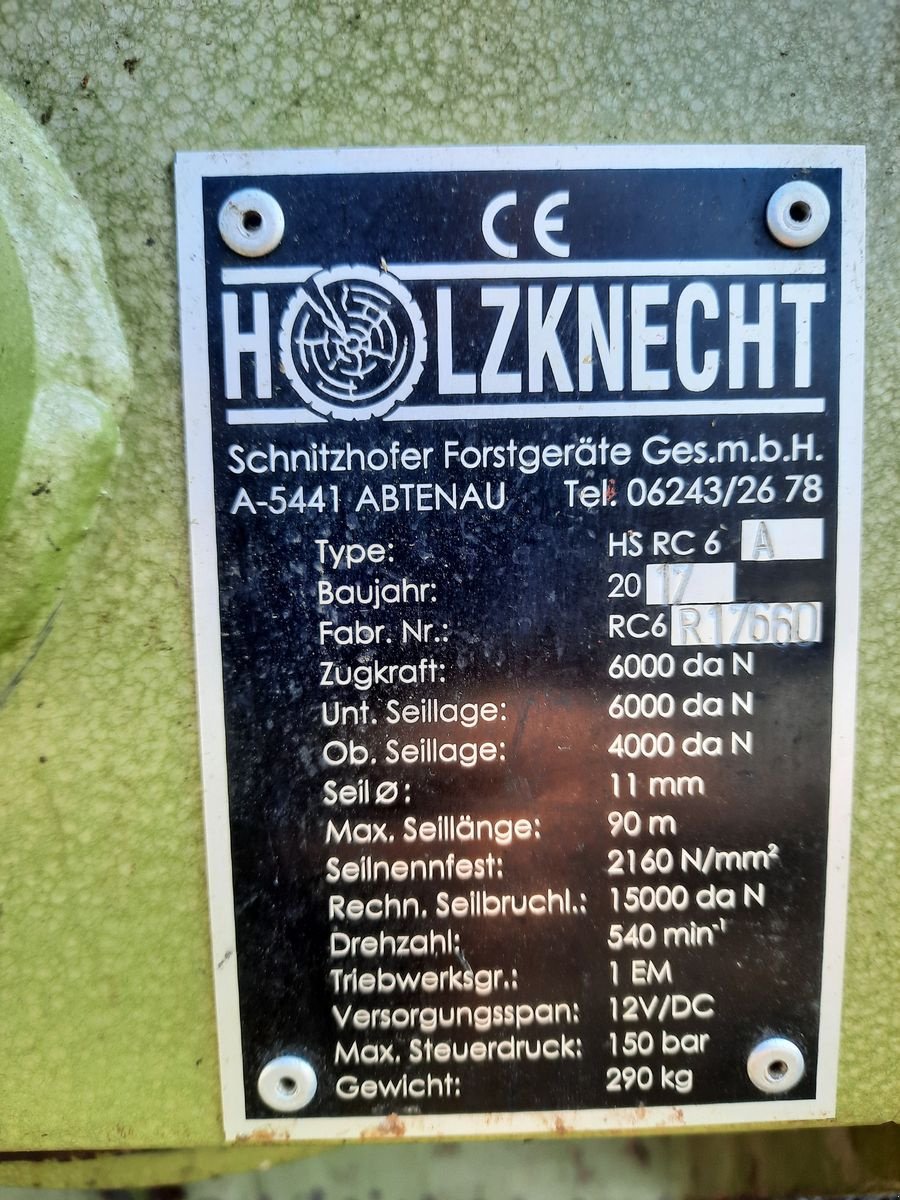 CE
HOLZKNECHT
Schnitzhofer Forstgeräte Ges.m.b.H.
A-5441 ABTENAU Tel. 06243/26 78
Type: HS RC 6 A
Baujahr: 20 17
Fabr. Nr.: RC6 R17660
Zugkraft: 6000 da N
Unt. Seillage: 6000 da N
Ob. Seillage: 4000 da N
Seil ø: 11 mm
Max. Seillänge: 90 m
Seilnennfest: 2160 N/mm²
Rechn. Seilbruchl.: 15000 da N
Drehzahl: 540 min⁻¹
Triebwerksgr.: 1 EM
Versorgungsspan: 12V/DC
Max. Steuerdruck: 150 bar
Gewicht: 290 kg